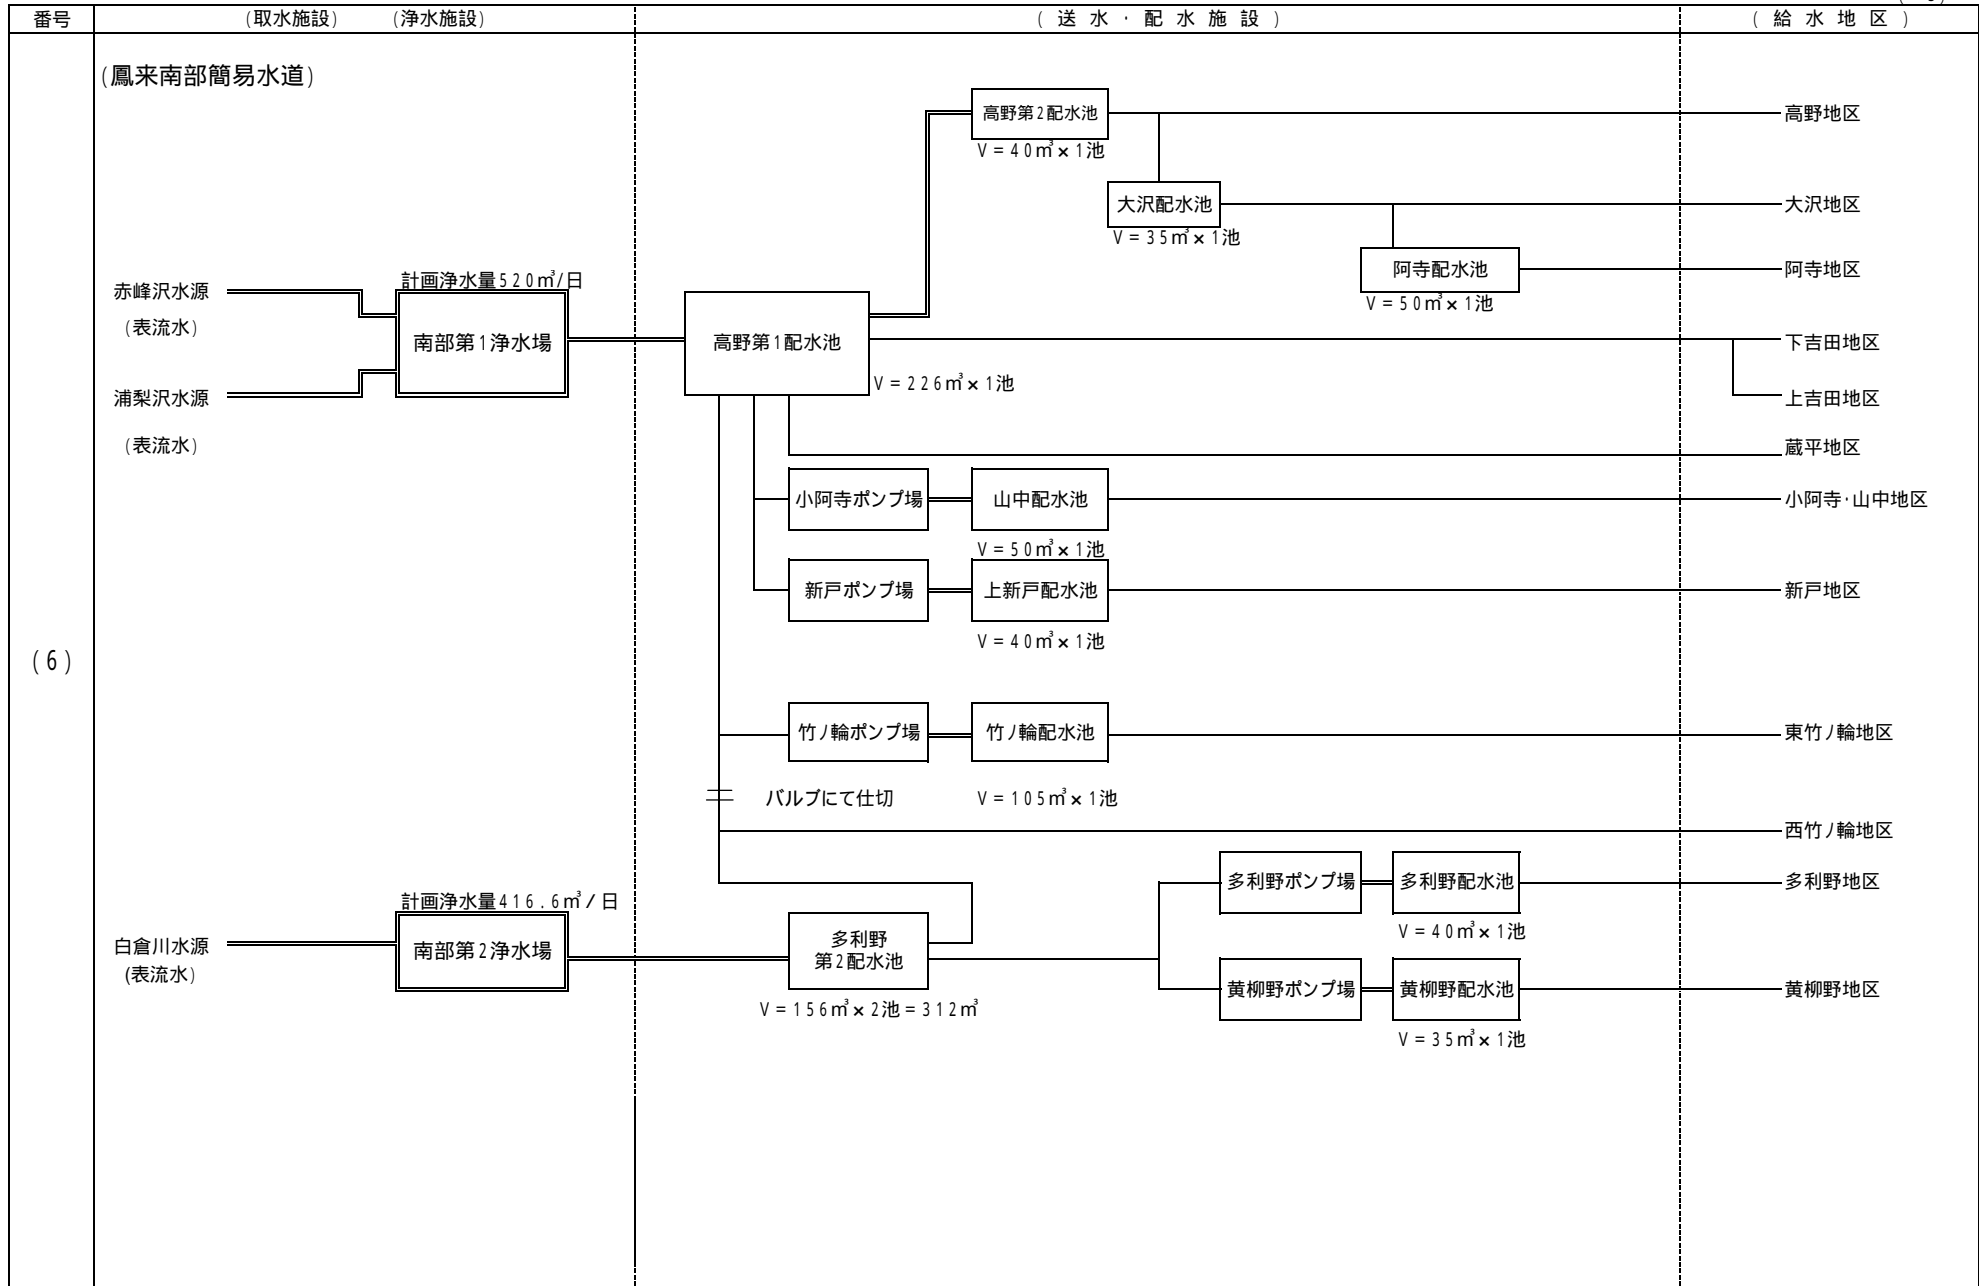 番号
(取水施設)
(浄水施設)
(送水・配水施設)
(給水地区)
(6)
(鳳来南部簡易水道)
高野第2配水池
V=40㎥×1池
高野地区
大沢配水池
V=35㎥×1池
大沢地区
阿寺配水池
V=50㎥×1池
阿寺地区
赤峰沢水源
(表流水)
計画浄水量520㎥/日
南部第1浄水場
高野第1配水池
V=226㎥×1池
下吉田地区
浦梨沢水源
(表流水)
上吉田地区
蔵平地区
小阿寺ポンプ場
山中配水池
V=50㎥×1池
小阿寺・山中地区
新戸ポンプ場
上新戸配水池
V=40㎥×1池
新戸地区
竹ノ輪ポンプ場
竹ノ輪配水池
V=105㎥×1池
東竹ノ輪地区
バルブにて仕切
西竹ノ輪地区
多利野ポンプ場
多利野配水池
V=40㎥×1池
多利野地区
白倉川水源
(表流水)
計画浄水量416.6㎥/日
南部第2浄水場
多利野
第2配水池
V=156㎥×2池=312㎥
黄柳野ポンプ場
黄柳野配水池
V=35㎥×1池
黄柳野地区